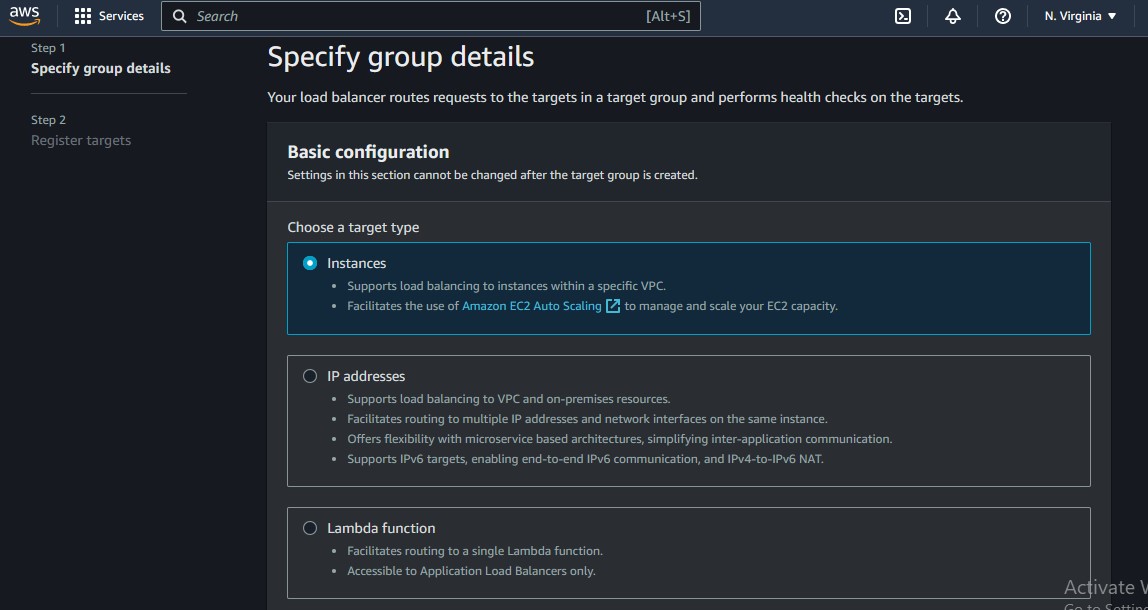 aws
Services
Search
[Alt+S]
N. Virginia
Step 1
Specify group details
Step 2
Register targets
Specify group details
Your load balancer routes requests to the targets in a target group and performs health checks on the targets.
Basic configuration
Settings in this section cannot be changed after the target group is created.
Choose a target type
Instances
Supports load balancing to instances within a specific VPC.
Facilitates the use of Amazon EC2 Auto Scaling to manage and scale your EC2 capacity.
IP addresses
Supports load balancing to VPC and on-premises resources.
Facilitates routing to multiple IP addresses and network interfaces on the same instance.
Offers flexibility with microservice based architectures, simplifying inter-application communication.
Supports IPv6 targets, enabling end-to-end IPv6 communication, and IPv4-to-IPv6 NAT.
Lambda function
Facilitates routing to a single Lambda function.
Accessible to Application Load Balancers only.
Activate
Go to